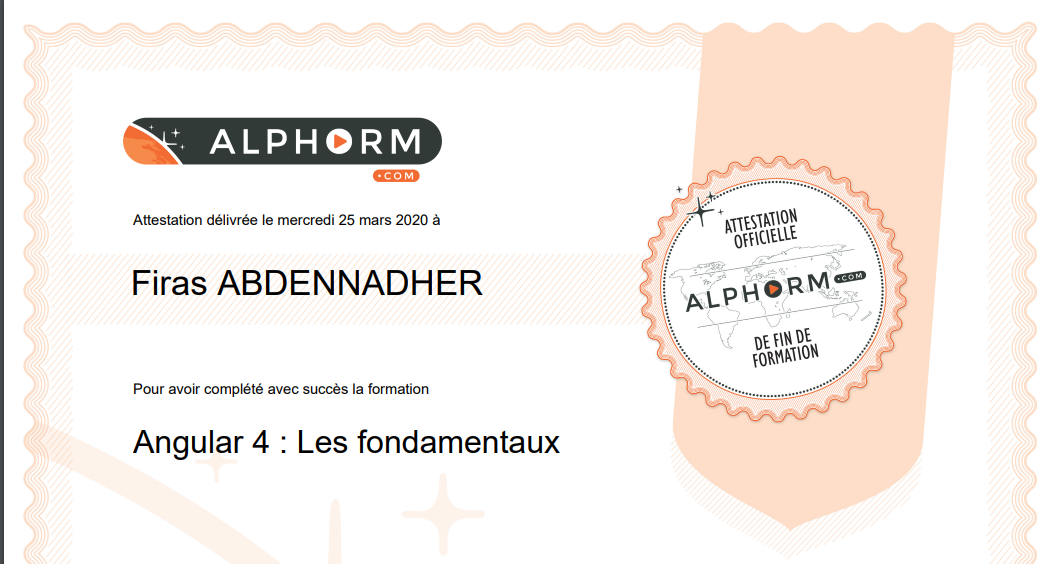 ALPHORM
.COM
Attestation délivrée le mercredi 25 mars 2020 à
Firas ABDENNADHER
Pour avoir complété avec succès la formation
Angular 4 : Les fondamentaux
ATTESTATION
OFFICIELLE
ALPHORM .COM
DE FIN DE
FORMATION